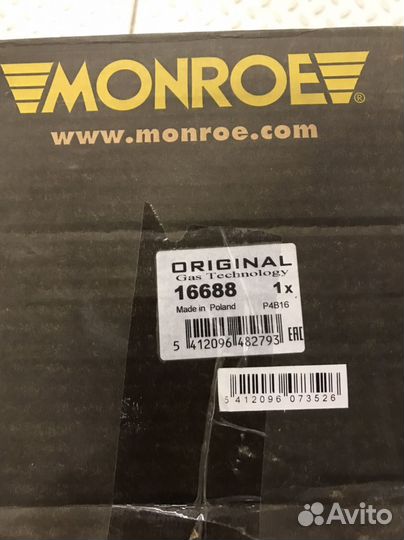 MONROE®
www.monroe.com
ORIGINAL
Gas Technology
16688 1x
Made in Poland P4B16
5 412096 482793
EAC
5 412096 073526
Avito